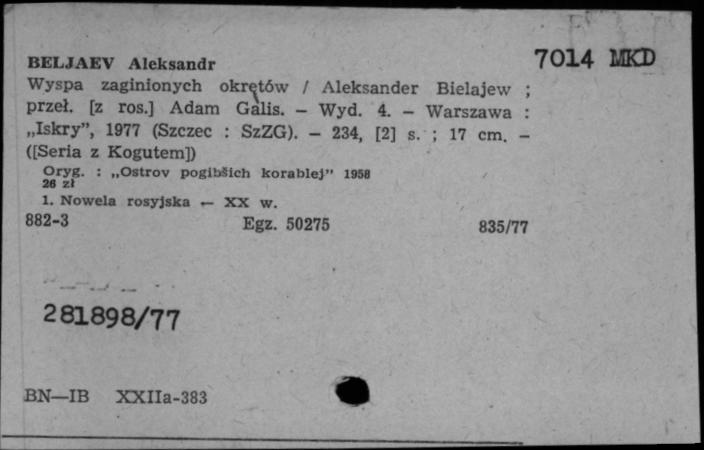 BELJAEV Aleksandr 7014 MKD
Wyspa zaginionych okrętów / Aleksander Bielajew ;
przeł. [z ros.] Adam Galis. — Wyd. 4. — Warszawa :
„Iskry”, 1977 (Szczec : SzZG). — 234, [2] s. ; 17 cm. —
([Seria z Kogutem])
Oryg. : „Ostrov pogibšich korablej” 1958
26 zł
1. Nowela rosyjska — XX w.
882-3 Egz. 50275 835/77
281898/77
BN—IB XXIIa-383